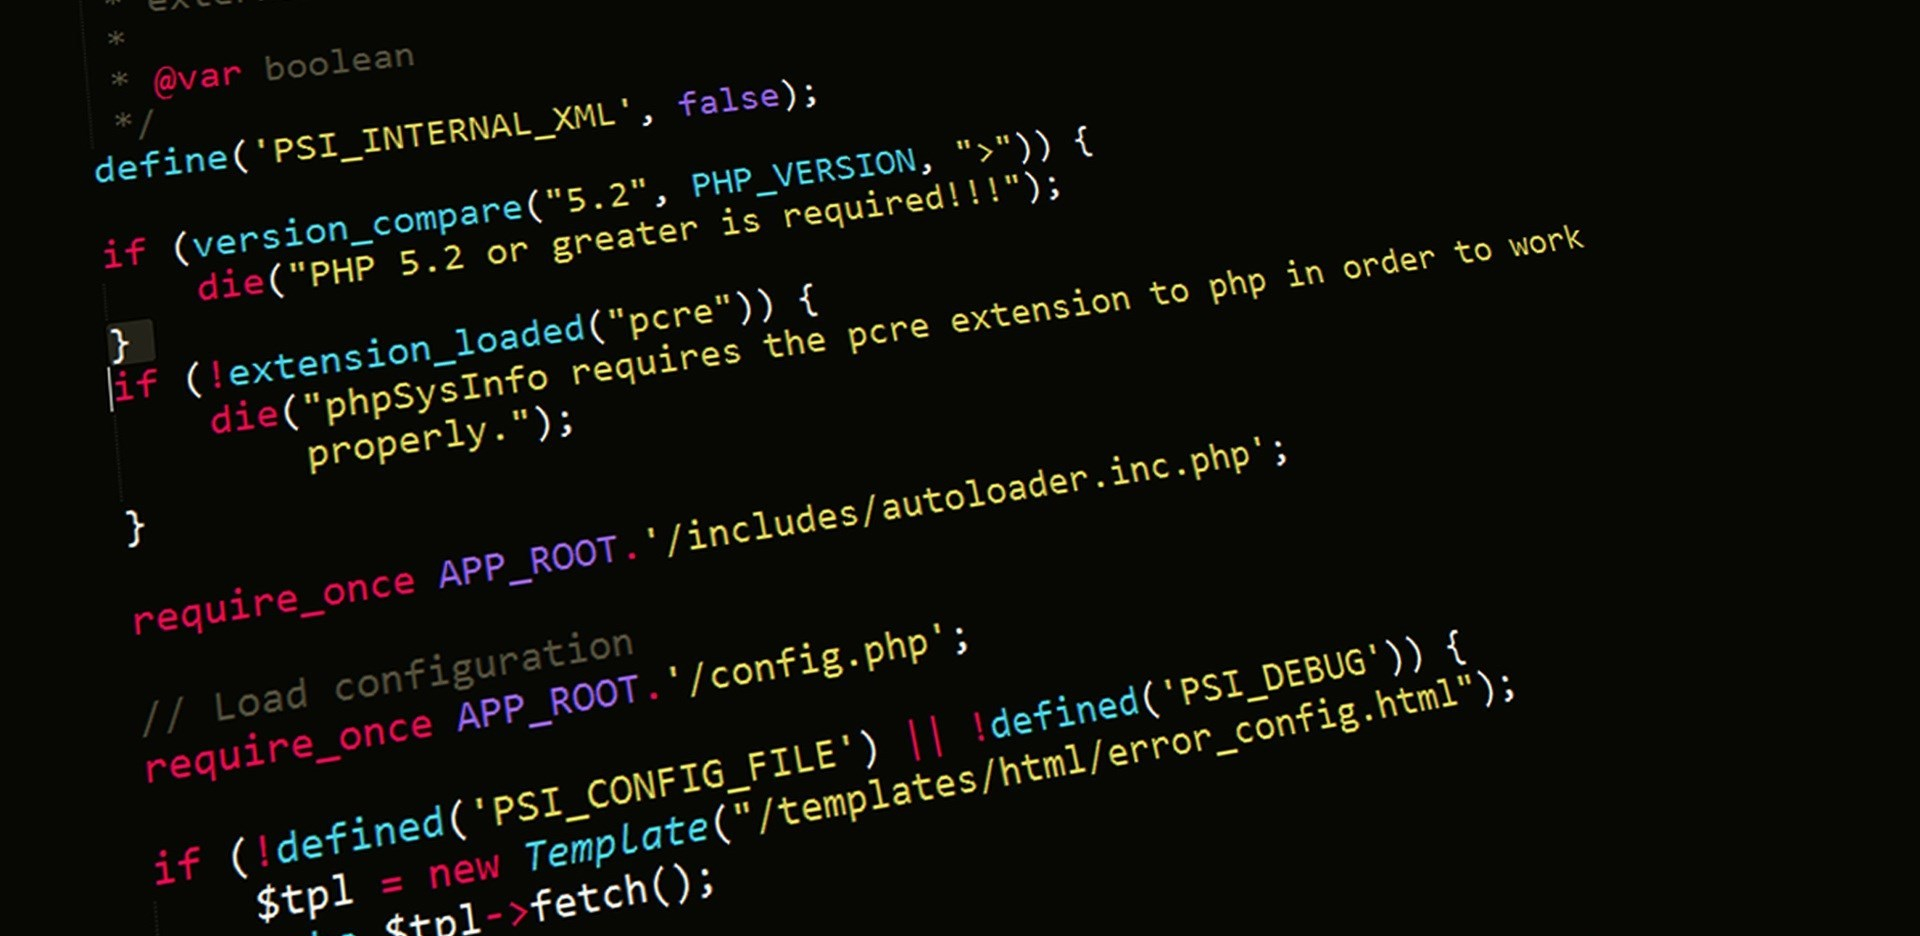 *
* @var boolean
*/
define('PSI_INTERNAL_XML', false);
if (version_compare("5.2", PHP_VERSION, ">")) {
die("PHP 5.2 or greater is required!!!");
}
if (!extension_loaded("pcre")) {
die("phpSysInfo requires the pcre extension to php in order to work
properly.");
}
require_once APP_ROOT.'/includes/autoloader.inc.php';
// Load configuration
require_once APP_ROOT.'/config.php';
if (!defined('PSI_CONFIG_FILE') || !defined('PSI_DEBUG')) {
$tpl = new Template("/templates/html/error_config.html");
$tpl->fetch();